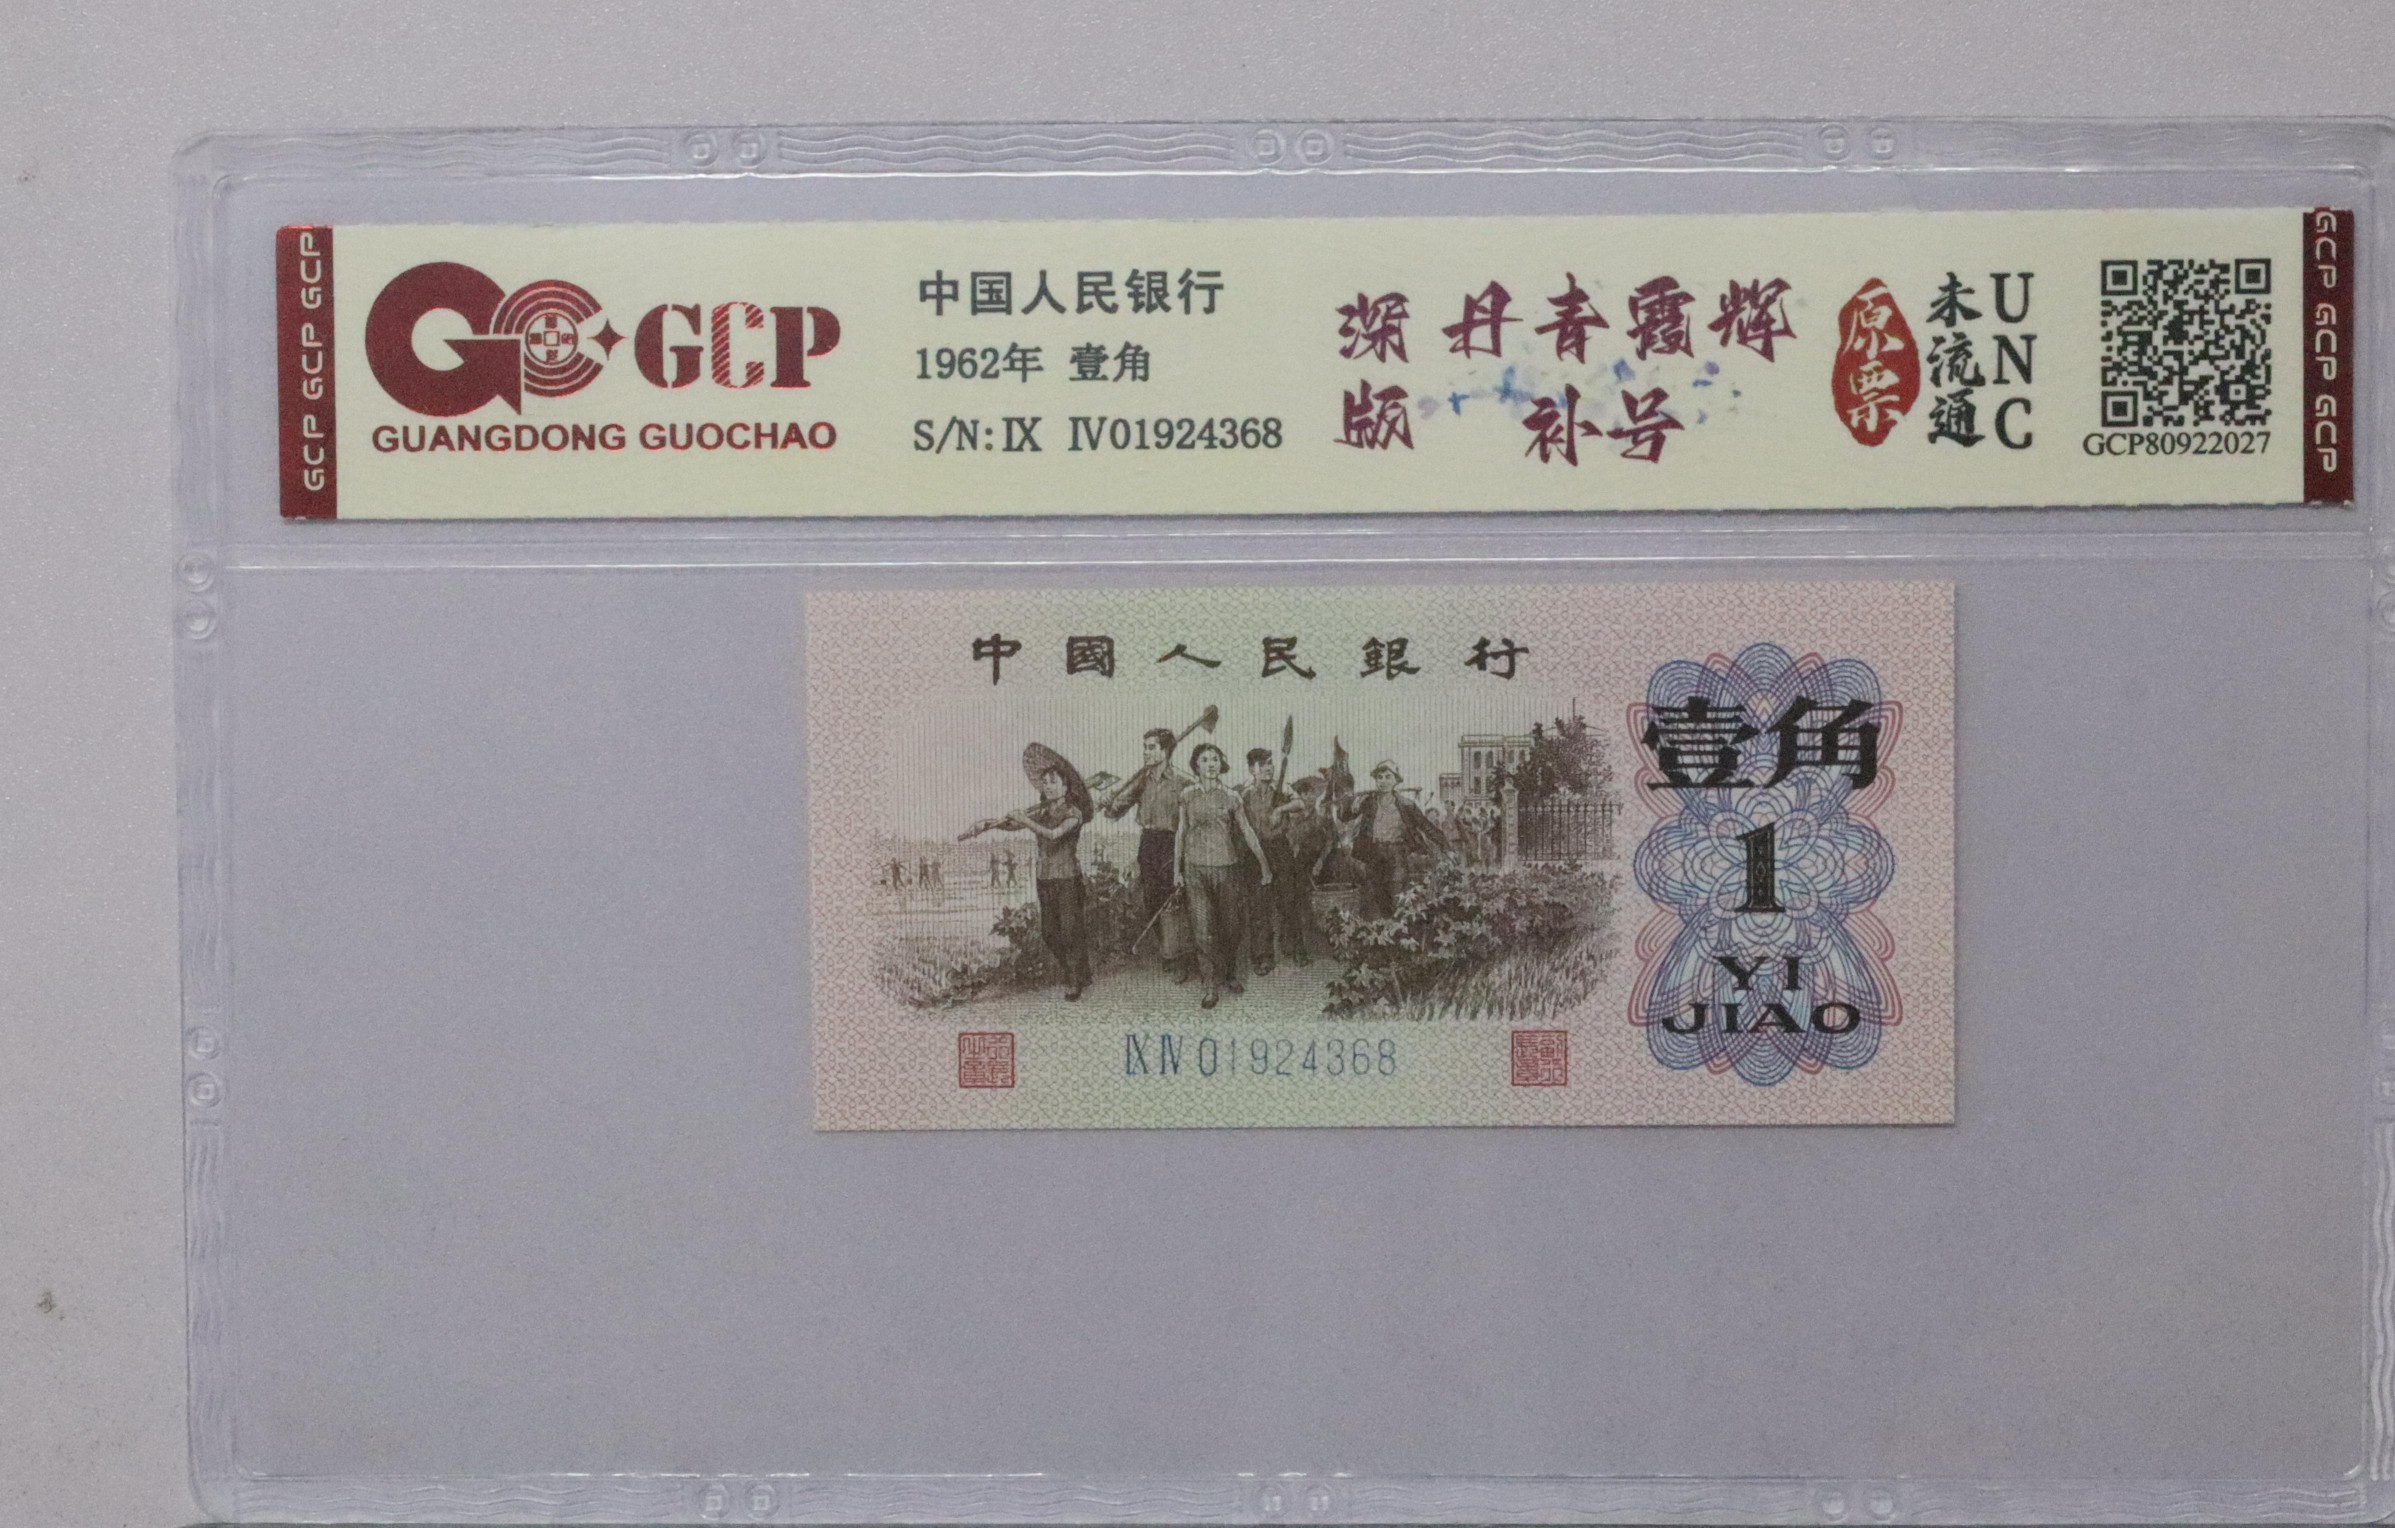 GCP GCP GCP
GCP
GUANGDONG GUOCHAO
中国人民银行
1962年 壹角
S/N: IX IV01924368
深版
丹青霞辉
补号
原票
未流通
UNC
GCP80922027
GCP GCP GCP
中國人民銀行
壹角
1
YI
JIAO
IX IV 01924368